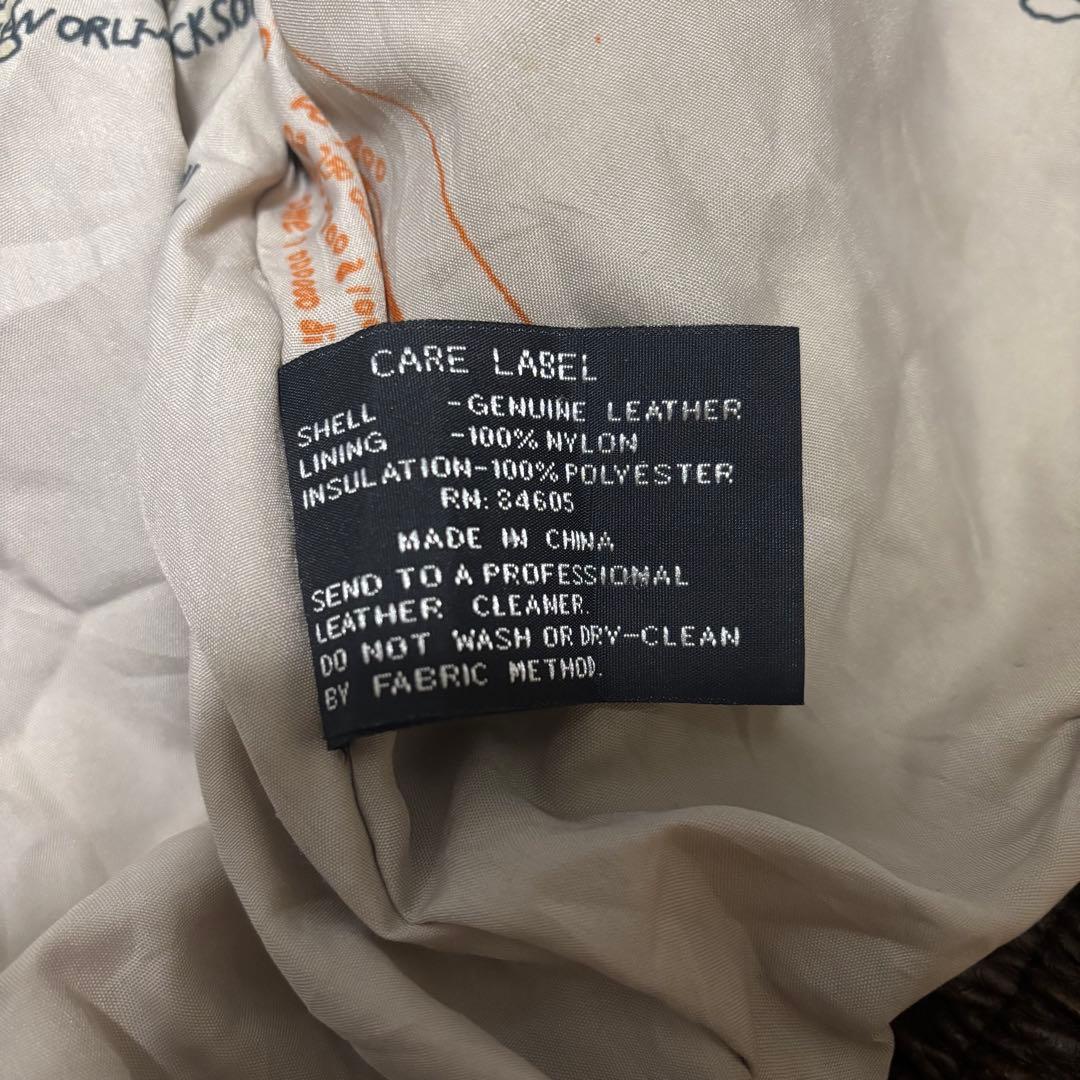 CARE LABEL
SHELL -GENUINE LEATHER
LINING -100% NYLON
INSULATION-100% POLYESTER
RN: 84605
MADE IN CHINA
SEND TO A PROFESSIONAL
LEATHER CLEANER.
DO NOT WASH OR DRY-CLEAN
BY FABRIC METHOD.